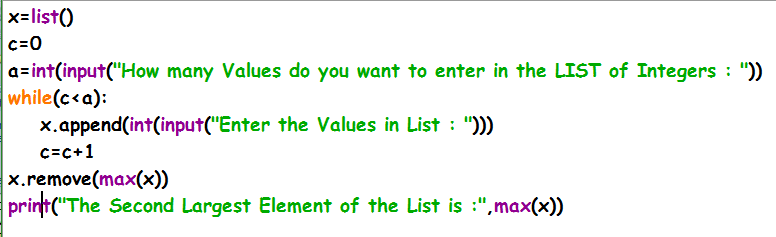 x=list()
c=0
a=int(input("How many Values do you want to enter in the LIST of Integers : "))
while(c<a):
    x.append(int(input("Enter the Values in List : ")))
    c=c+1
x.remove(max(x))
print("The Second Largest Element of the List is :",max(x))